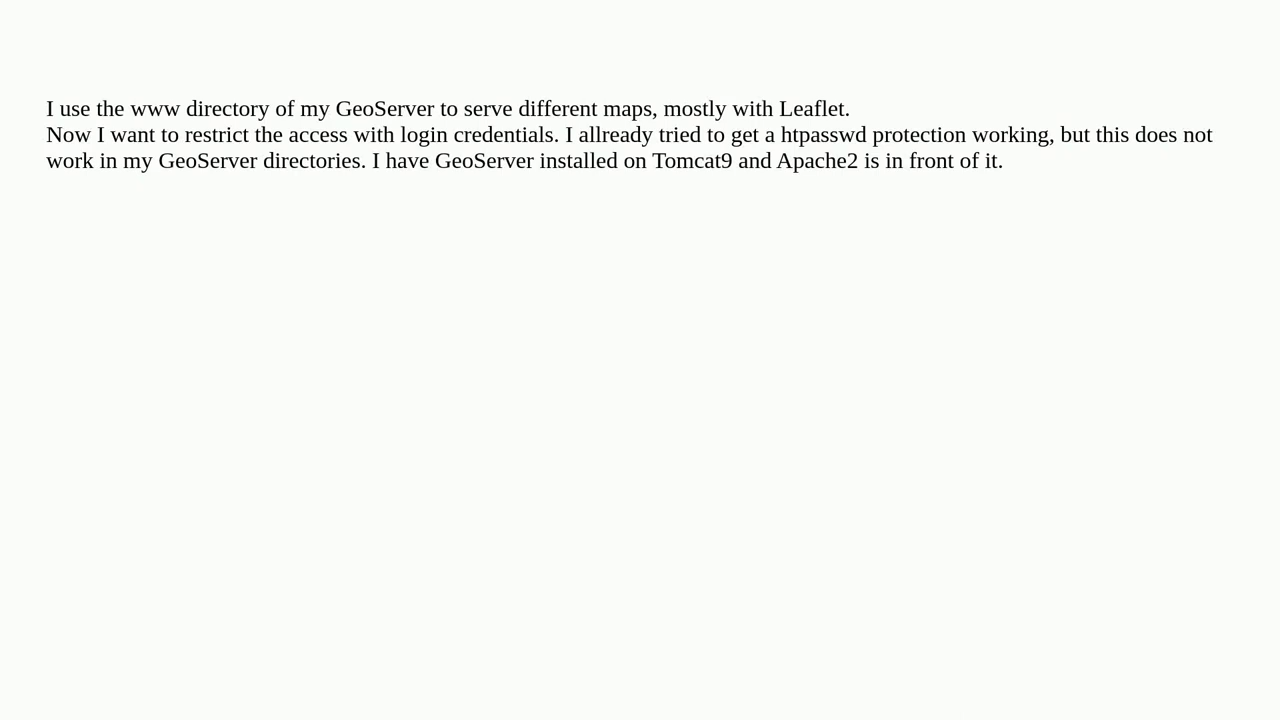 I use the www directory of my GeoServer to serve different maps, mostly with Leaflet.
Now I want to restrict the access with login credentials. I allready tried to get a htpasswd protection working, but this does not
work in my GeoServer directories. I have GeoServer installed on Tomcat9 and Apache2 is in front of it.